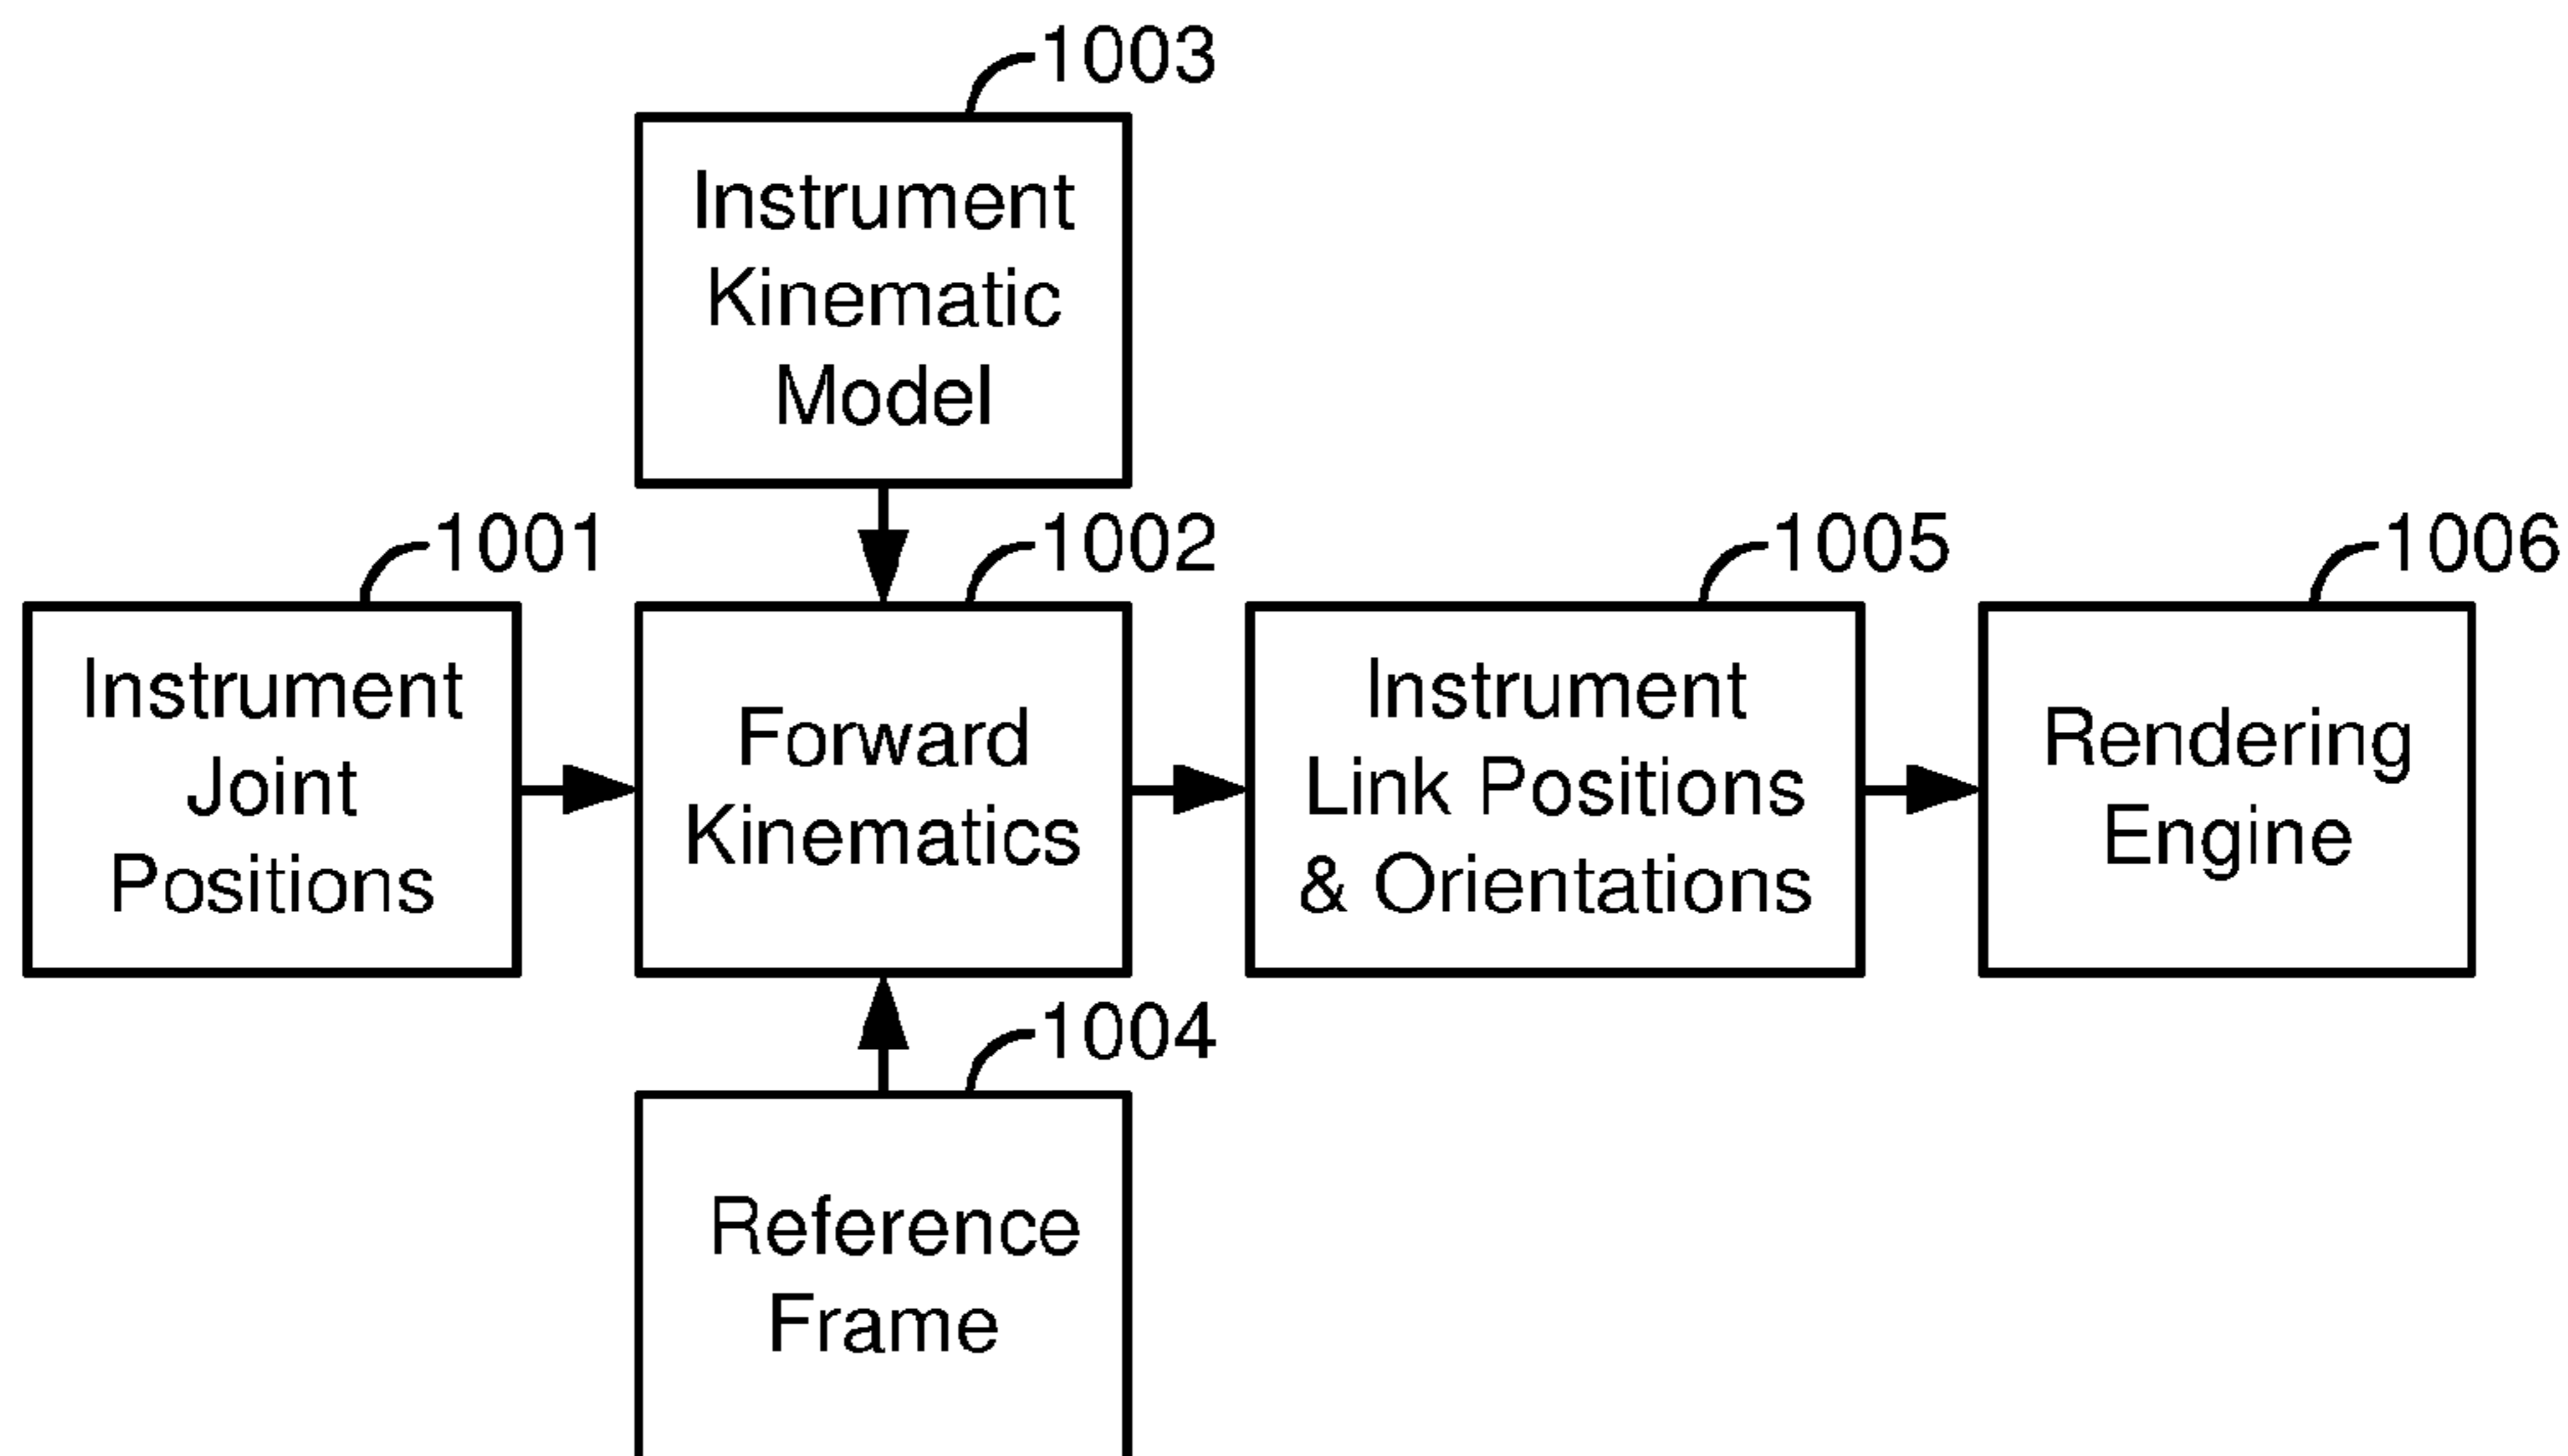 1003
Instrument
Kinematic
Model
1001
Instrument
Joint
Positions
1002
Forward
Kinematics
1005
Instrument
Link Positions
& Orientations
1006
Rendering
Engine
1004
Reference
Frame